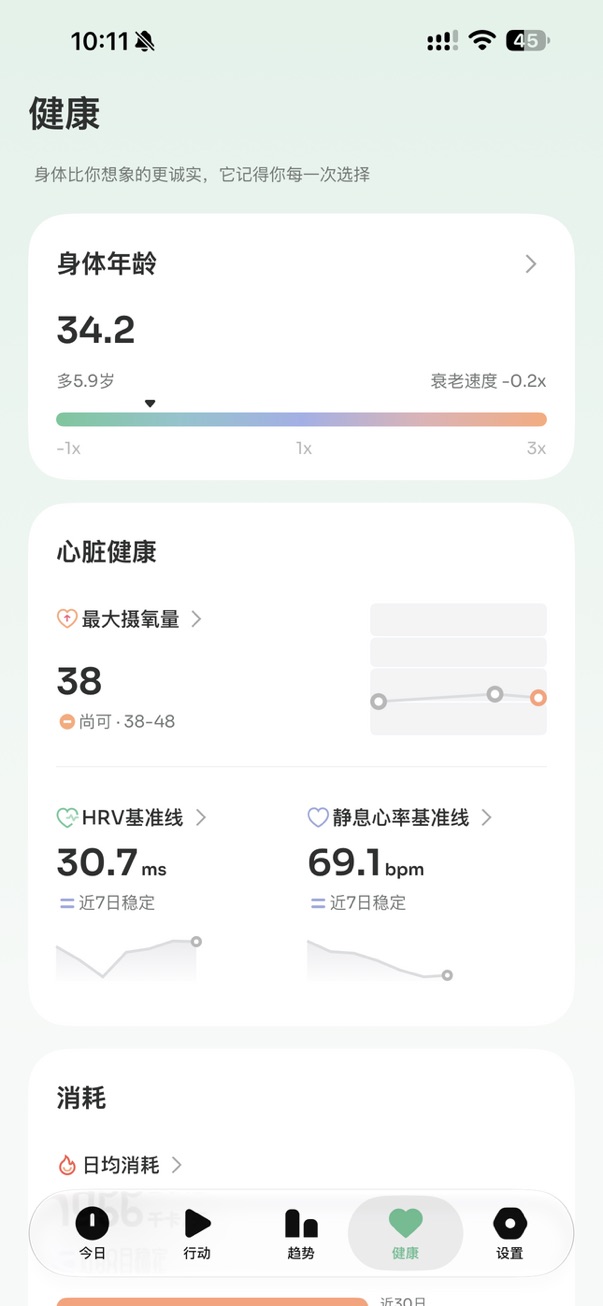 10:11
45
健康
身体比你想象的更诚实，它记得你每一次选择
身体年龄
34.2
多5.9岁
衰老速度 -0.2x
-1x
1x
3x
心脏健康
最大摄氧量
38
尚可 · 38-48
HRV基准线
静息心率基准线
30.7 ms
69.1 bpm
近7日稳定
近7日稳定
消耗
日均消耗
今日
行动
趋势
健康
设置
近30日